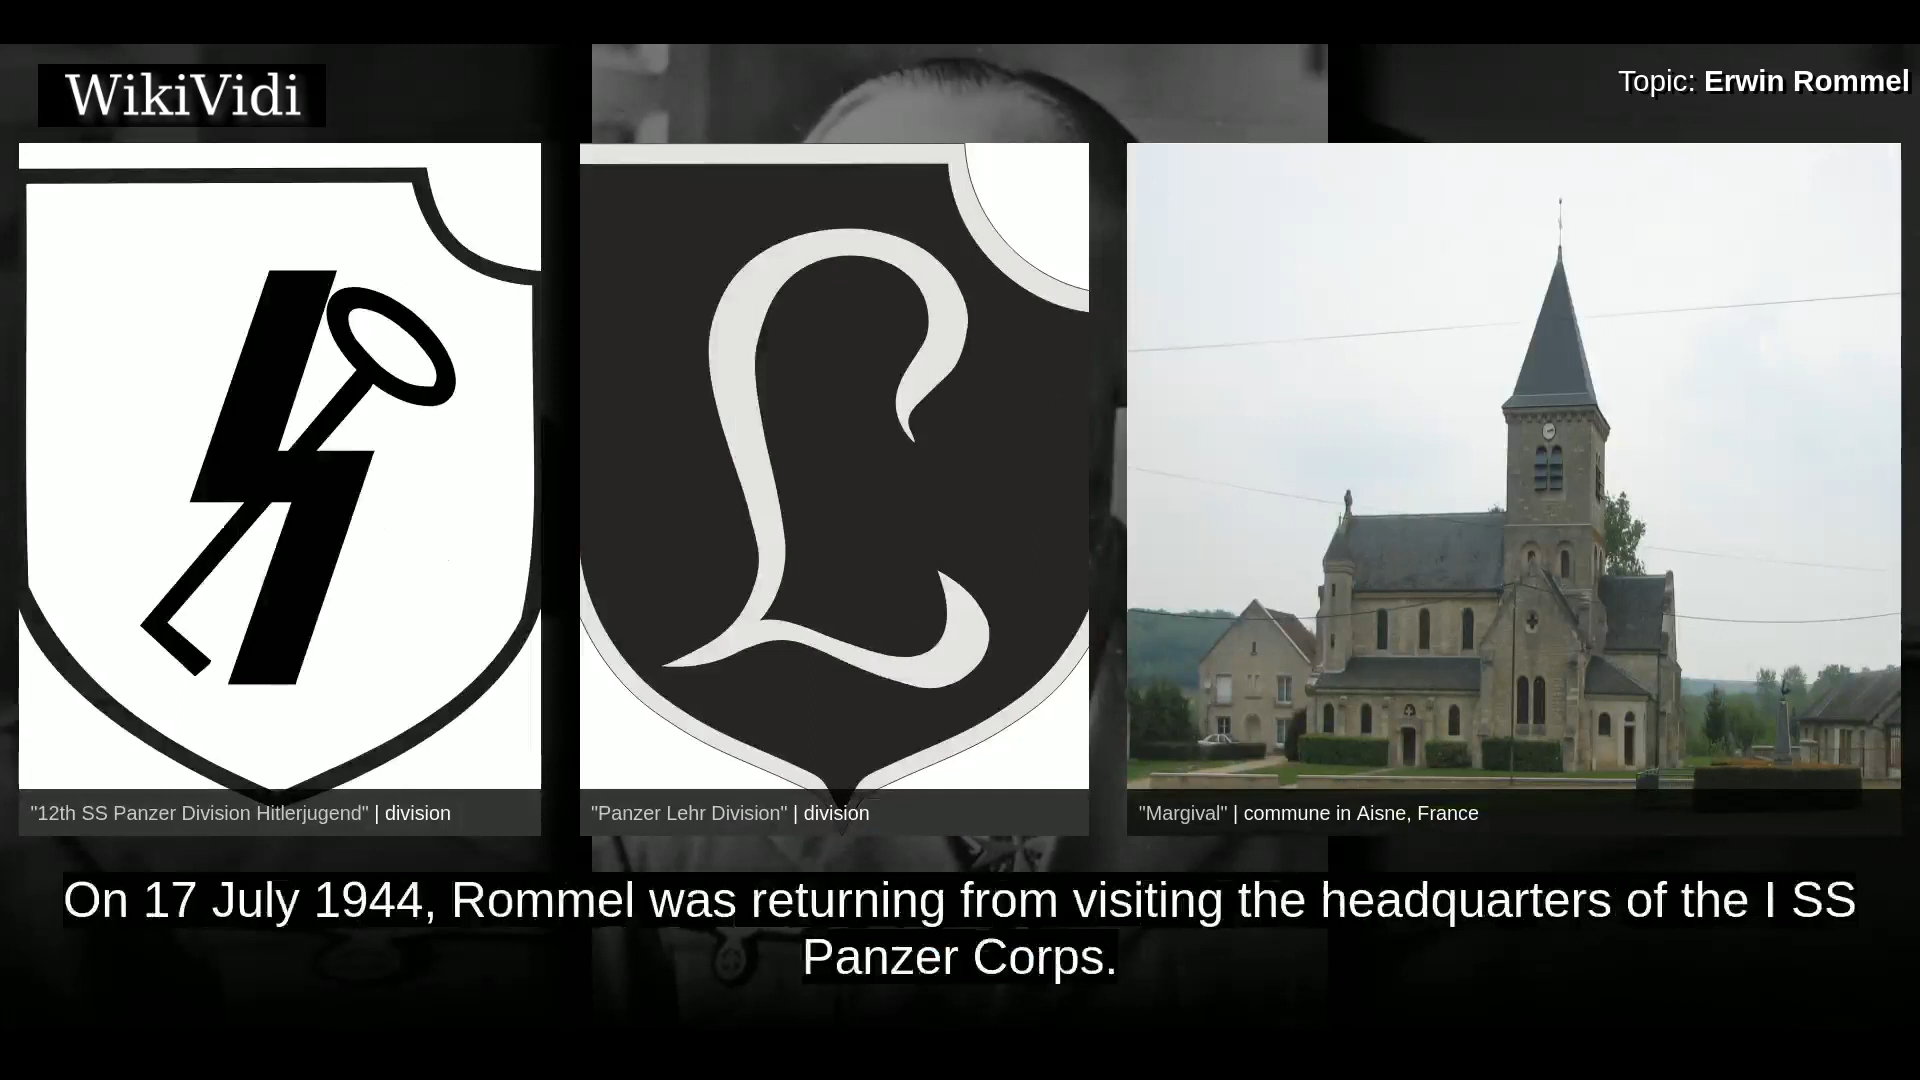 WikiVidi
Topic: Erwin Rommel
"12th SS Panzer Division Hitlerjugend" | division
"Panzer Lehr Division" | division
"Margival" | commune in Aisne, France
On 17 July 1944, Rommel was returning from visiting the headquarters of the I SS
Panzer Corps.